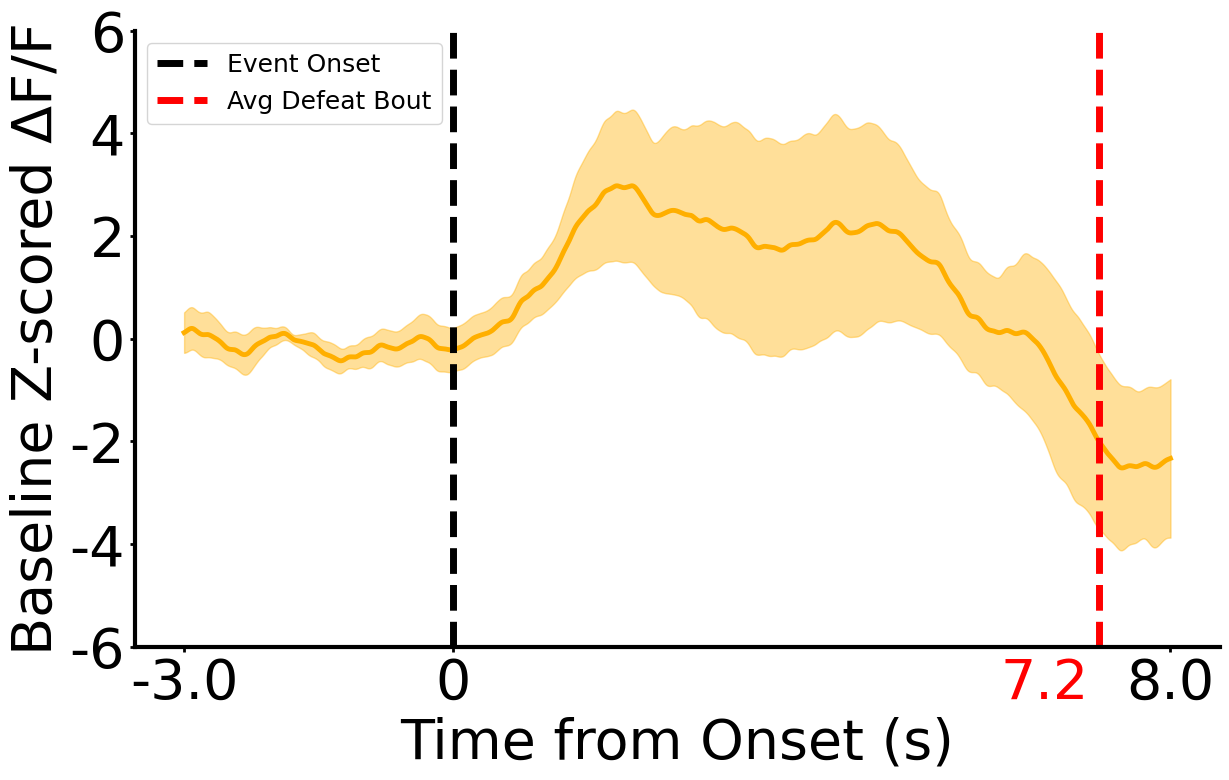 Baseline Z-scored ΔF/F
6
4
2
0
-2
-4
-6
Event Onset
Avg Defeat Bout
-3.0
0
7.2
8.0
Time from Onset (s)